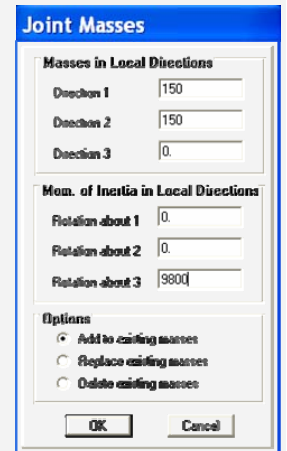 Joint Masses
Masses in Local Directions
Direction 1 150
Direction 2 150
Direction 3 0.
Mom. of Inertia in Local Directions
Rotation about 1 0.
Rotation about 2 0.
Rotation about 3 9800
Options
Add to existing masses
Replace existing masses
Delete existing masses
OK Cancel